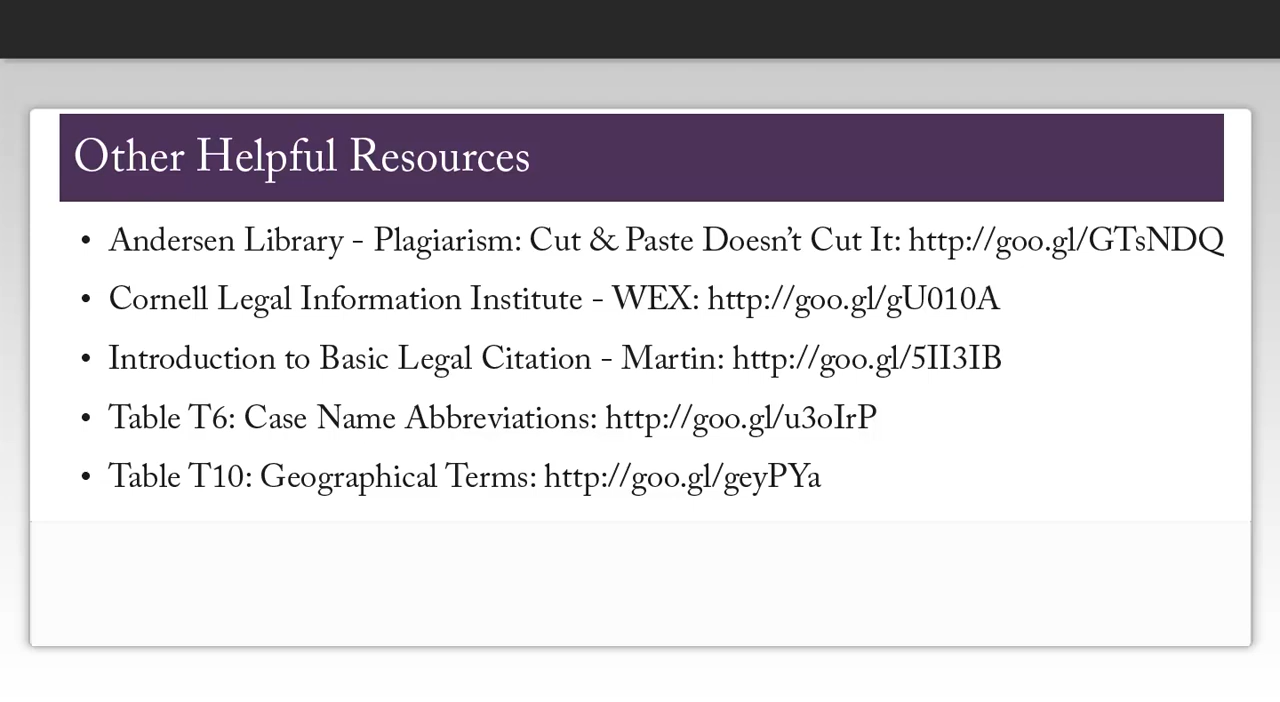 Other Helpful Resources
• Andersen Library - Plagiarism: Cut & Paste Doesn’t Cut It: http://goo.gl/GTsNDQ
• Cornell Legal Information Institute - WEX: http://goo.gl/gU010A
• Introduction to Basic Legal Citation - Martin: http://goo.gl/5II3IB
• Table T6: Case Name Abbreviations: http://goo.gl/u3oIrP
• Table T10: Geographical Terms: http://goo.gl/geyPYa